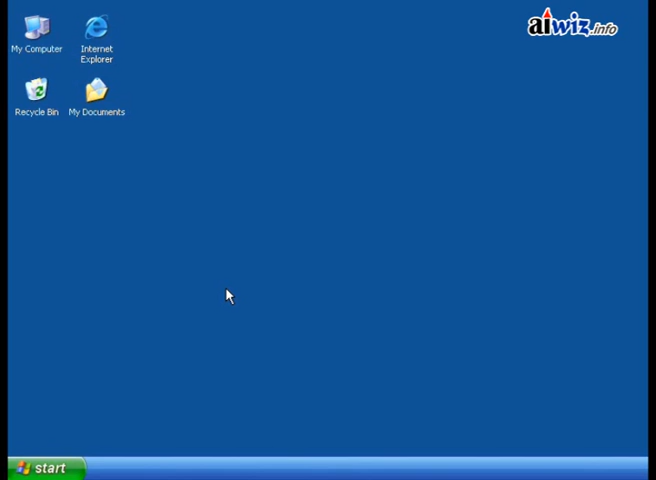 aiwiz.info
My Computer
Internet
Explorer
Recycle Bin
My Documents
start